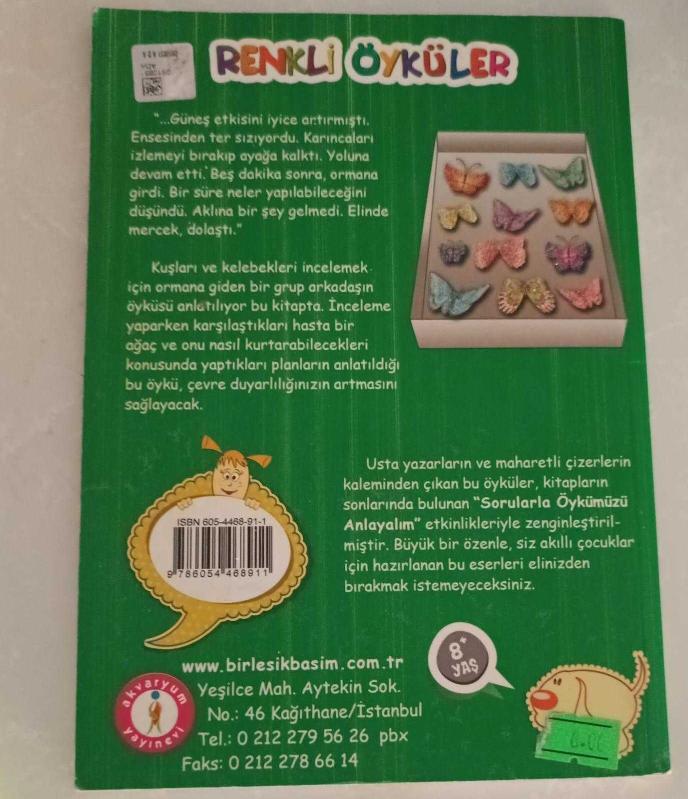 RENKLİ ÖYKÜLER
"...Güneş etkisini iyice artırmıştı.
Ensesinden ter sızıyordu. Karıncaları
izlemeyi bırakıp ayağa kalktı. Yoluna
devam etti. Beş dakika sonra, ormana
girdi. Bir süre neler yapılabileceğini
düşündü. Aklına bir şey gelmedi. Elinde
mercek, dolaştı."
Kuşları ve kelebekleri incelemek
için ormana giden bir grup arkadaşın
öyküsü anlatılıyor bu kitapta. İnceleme
yaparken karşılaştıkları hasta bir
ağaç ve onu nasıl kurtarabilecekleri
konusunda yaptıkları planların anlatıldığı
bu öykü, çevre duyarlılığınızın artmasını
sağlayacak.
Usta yazarların ve maharetli çizerlerin
kaleminden çıkan bu öyküler, kitapların
sonlarında bulunan "Sorularla Öykümüzü
Anlayalım" etkinlikleriyle zenginleştiril-
miştir. Büyük bir özenle, siz akıllı çocuklar
için hazırlanan bu eserleri elinizden
bırakmak istemeyeceksiniz.
ISBN 605-4468-91-1
9 786054 468911
8+
YAŞ
www.birlesikbasim.com.tr
Yeşilce Mah. Aytekin Sok.
No.: 46 Kağıthane/İstanbul
Tel.: 0 212 279 56 26 pbx
Faks: 0 212 278 66 14
akvaryum
yayınevi